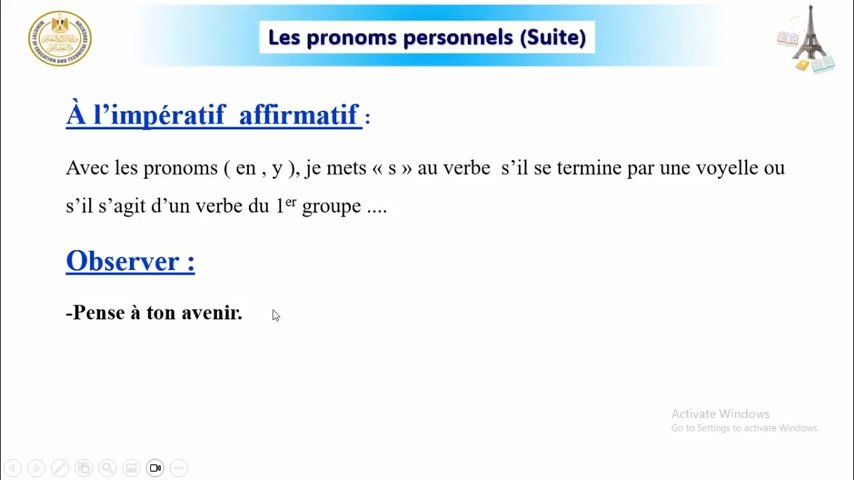 Les pronoms personnels (Suite)
À l’impératif affirmatif :
Avec les pronoms ( en , y ), je mets « s » au verbe s’il se termine par une voyelle ou
s’il s’agit d’un verbe du 1er groupe ....
Observer :
-Pense à ton avenir.
Activate Windows
Go to Settings to activate Windows.